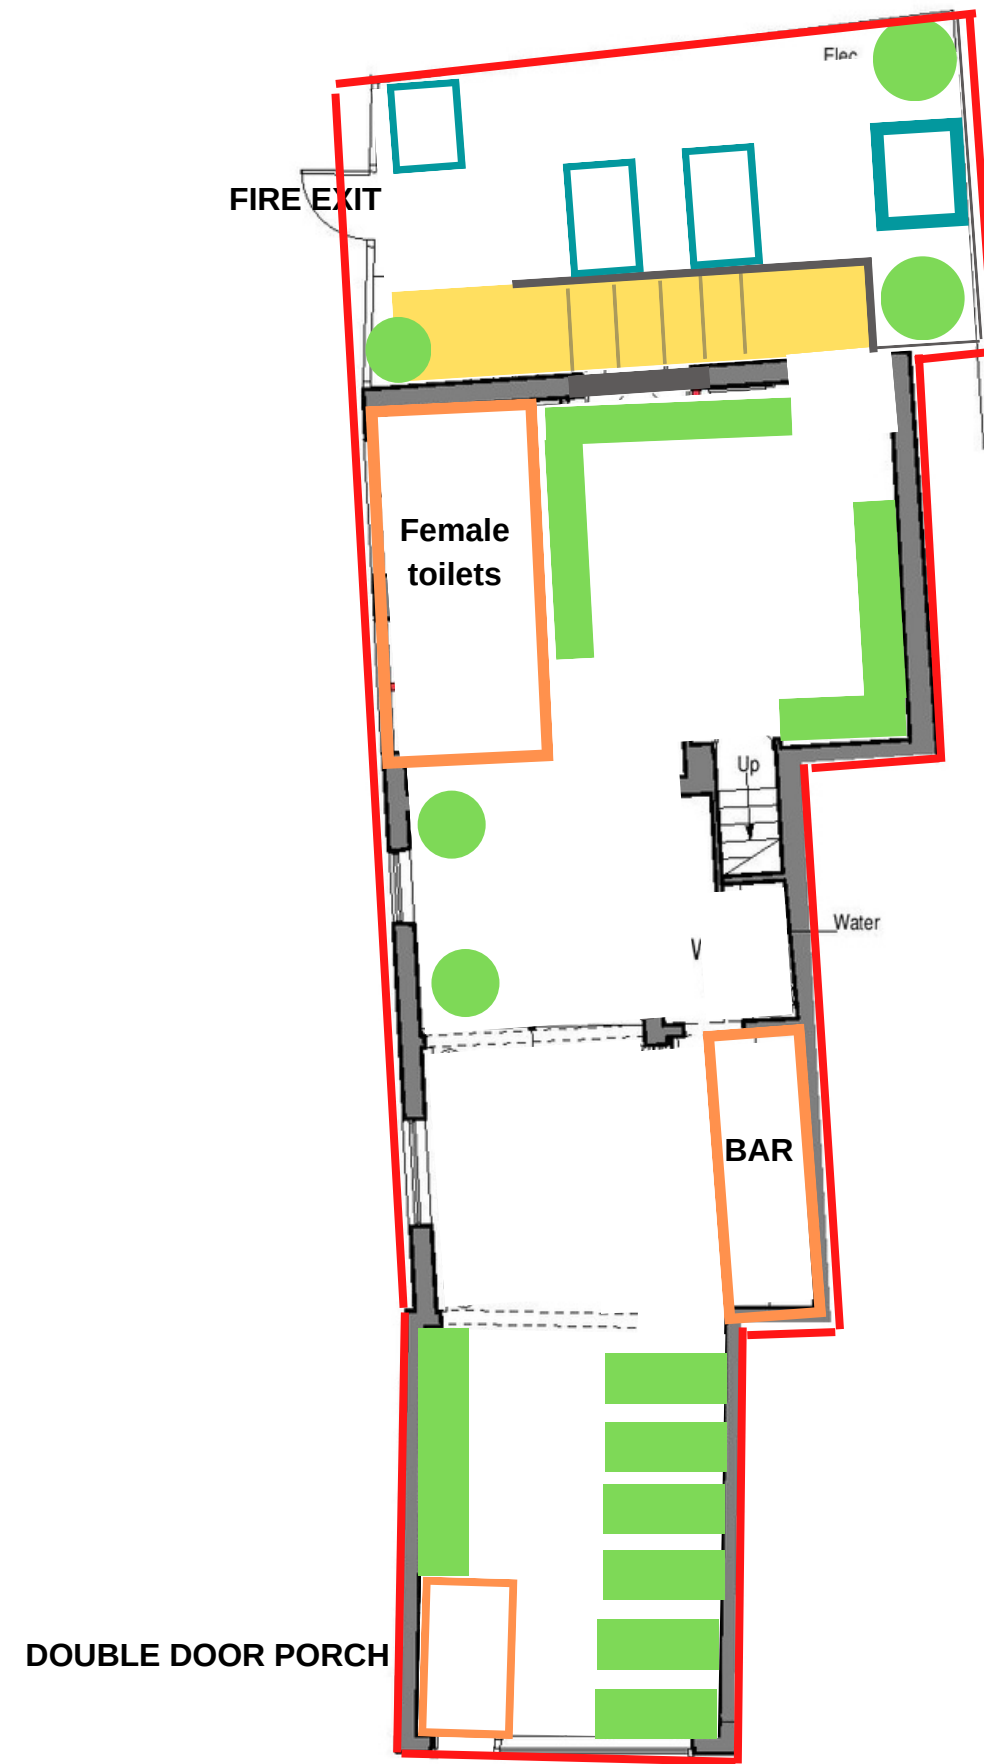 Elec
FIRE EXIT
Female
toilets
Up
Water
BAR
DOUBLE DOOR PORCH